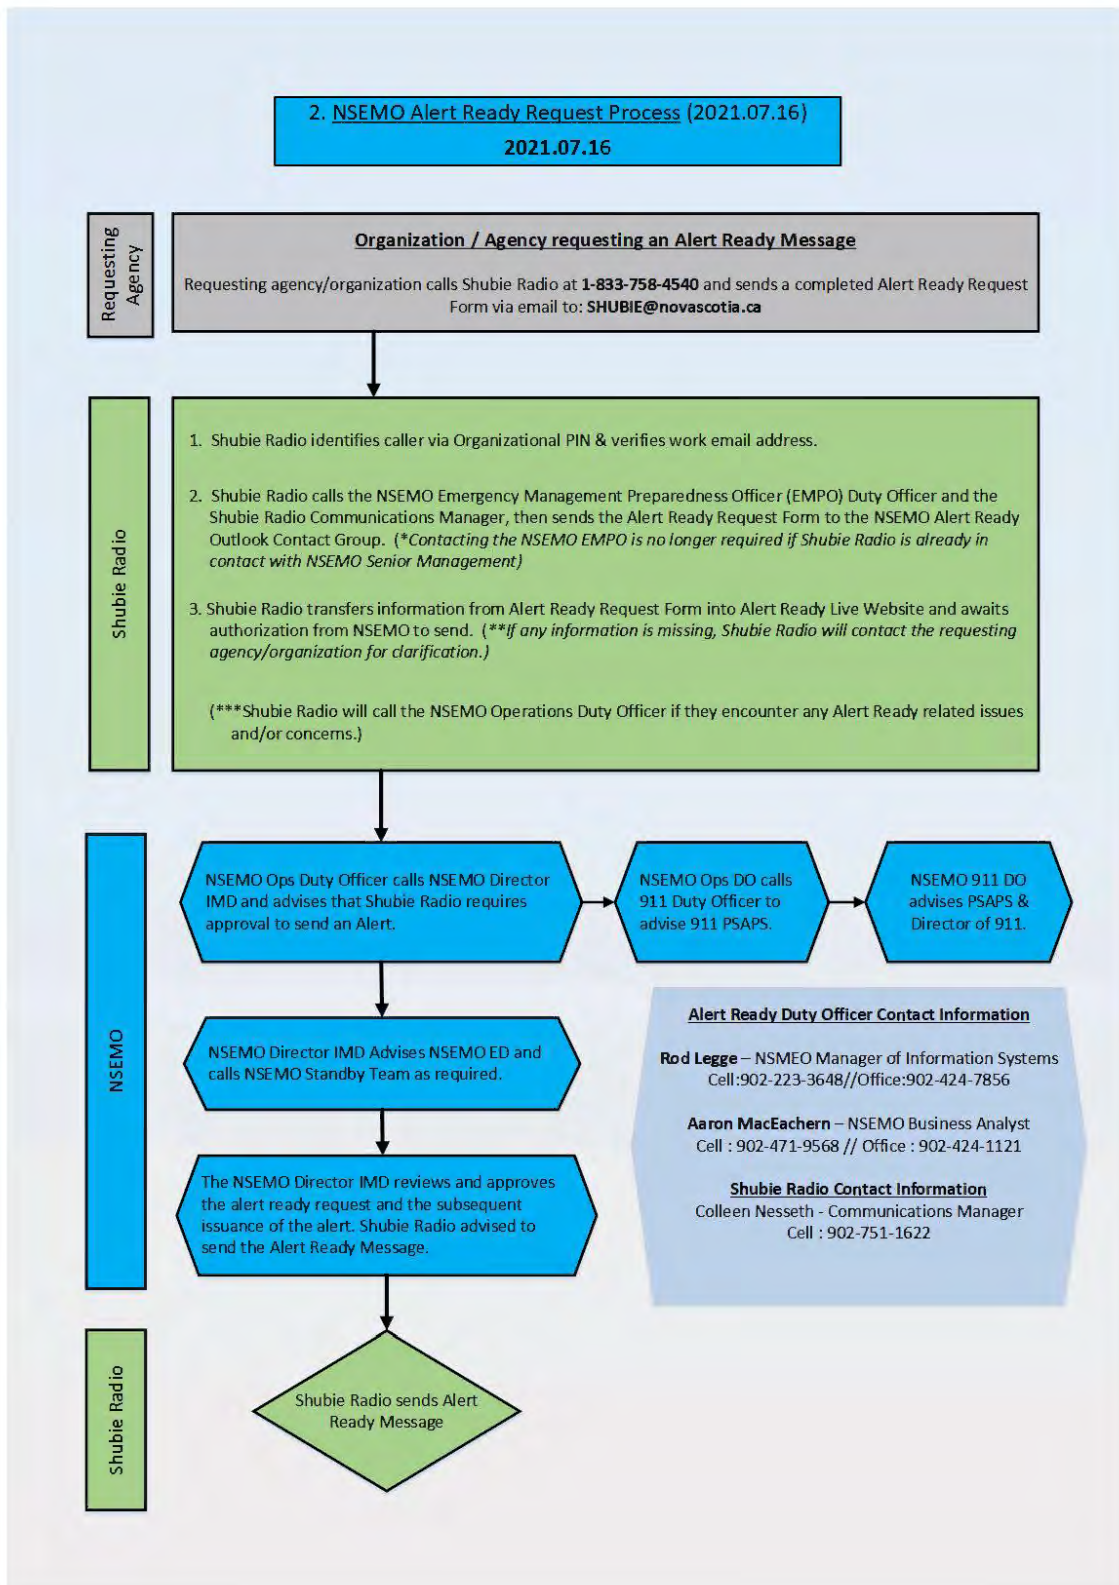 2. NSEMO Alert Ready Request Process (2021.07.16)
2021.07.16
Requesting
Agency
Organization / Agency requesting an Alert Ready Message
Requesting agency/organization calls Shubie Radio at 1-833-758-4540 and sends a completed Alert Ready Request
Form via email to: SHUBIE@novascotia.ca
Shubie Radio
1. Shubie Radio identifies caller via Organizational PIN & verifies work email address.
2. Shubie Radio calls the NSEMO Emergency Management Preparedness Officer (EMPO) Duty Officer and the
Shubie Radio Communications Manager, then sends the Alert Ready Request Form to the NSEMO Alert Ready
Outlook Contact Group. (*Contacting the NSEMO EMPO is no longer required if Shubie Radio is already in
contact with NSEMO Senior Management)
3. Shubie Radio transfers information from Alert Ready Request Form into Alert Ready Live Website and awaits
authorization from NSEMO to send. (**If any information is missing, Shubie Radio will contact the requesting
agency/organization for clarification.)
(***Shubie Radio will call the NSEMO Operations Duty Officer if they encounter any Alert Ready related issues
and/or concerns.)
NSEMO
NSEMO Ops Duty Officer calls NSEMO Director
IMD and advises that Shubie Radio requires
approval to send an Alert.
NSEMO Ops DO calls
911 Duty Officer to
advise 911 PSAPS.
NSEMO 911 DO
advises PSAPS &
Director of 911.
NSEMO Director IMD Advises NSEMO ED and
calls NSEMO Standby Team as required.
The NSEMO Director IMD reviews and approves
the alert ready request and the subsequent
issuance of the alert. Shubie Radio advised to
send the Alert Ready Message.
Alert Ready Duty Officer Contact Information
Rod Legge – NSMEO Manager of Information Systems
Cell:902-223-3648//Office:902-424-7856
Aaron MacEachern – NSEMO Business Analyst
Cell : 902-471-9568 // Office : 902-424-1121
Shubie Radio Contact Information
Colleen Nesseth - Communications Manager
Cell : 902-751-1622
Shubie Radio
Shubie Radio sends Alert
Ready Message